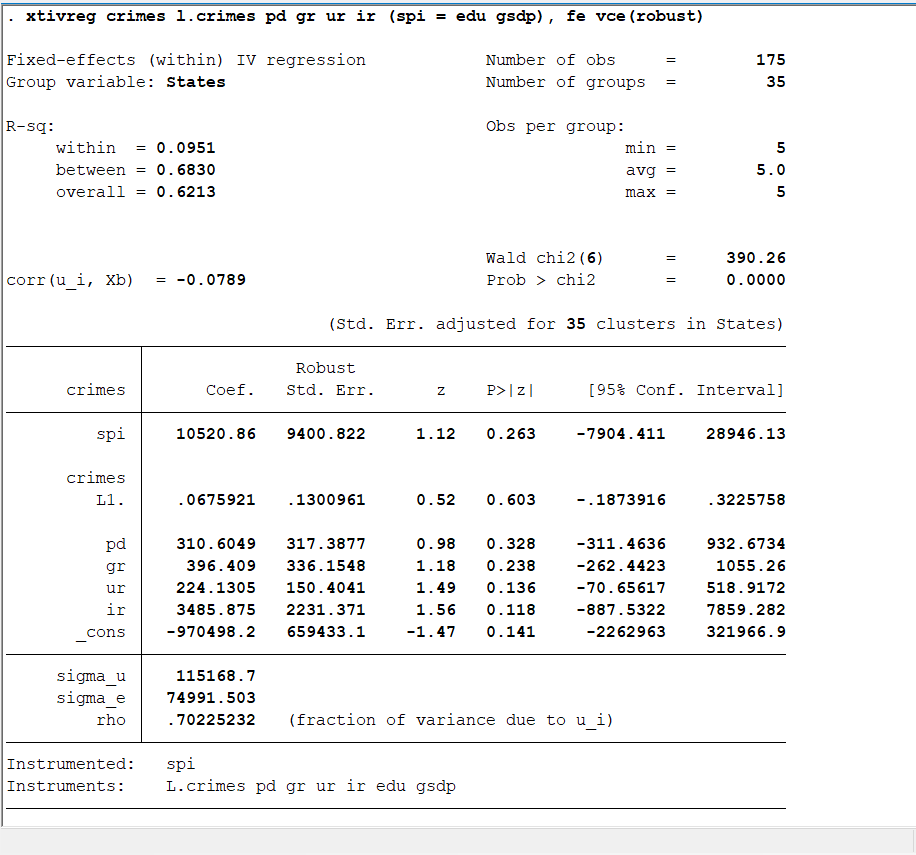 . xtivreg crimes l.crimes pd gr ur ir (spi = edu gsdp), fe vce(robust)
Fixed-effects (within) IV regression Number of obs = 175
Group variable: States Number of groups = 35
R-sq: Obs per group:
within = 0.0951 min = 5
between = 0.6830 avg = 5.0
overall = 0.6213 max = 5
Wald chi2(6) = 390.26
corr(u_i, Xb) = -0.0789 Prob > chi2 = 0.0000
(Std. Err. adjusted for 35 clusters in States)
Robust
crimes Coef. Std. Err. z P>|z| [95% Conf. Interval]
spi 10520.86 9400.822 1.12 0.263 -7904.411 28946.13
crimes
L1. .0675921 .1300961 0.52 0.603 -.1873916 .3225758
pd 310.6049 317.3877 0.98 0.328 -311.4636 932.6734
gr 396.409 336.1548 1.18 0.238 -262.4423 1055.26
ur 224.1305 150.4041 1.49 0.136 -70.65617 518.9172
ir 3485.875 2231.371 1.56 0.118 -887.5322 7859.282
_cons -970498.2 659433.1 -1.47 0.141 -2262963 321966.9
sigma_u 115168.7
sigma_e 74991.503
rho .70225232 (fraction of variance due to u_i)
Instrumented: spi
Instruments: L.crimes pd gr ur ir edu gsdp